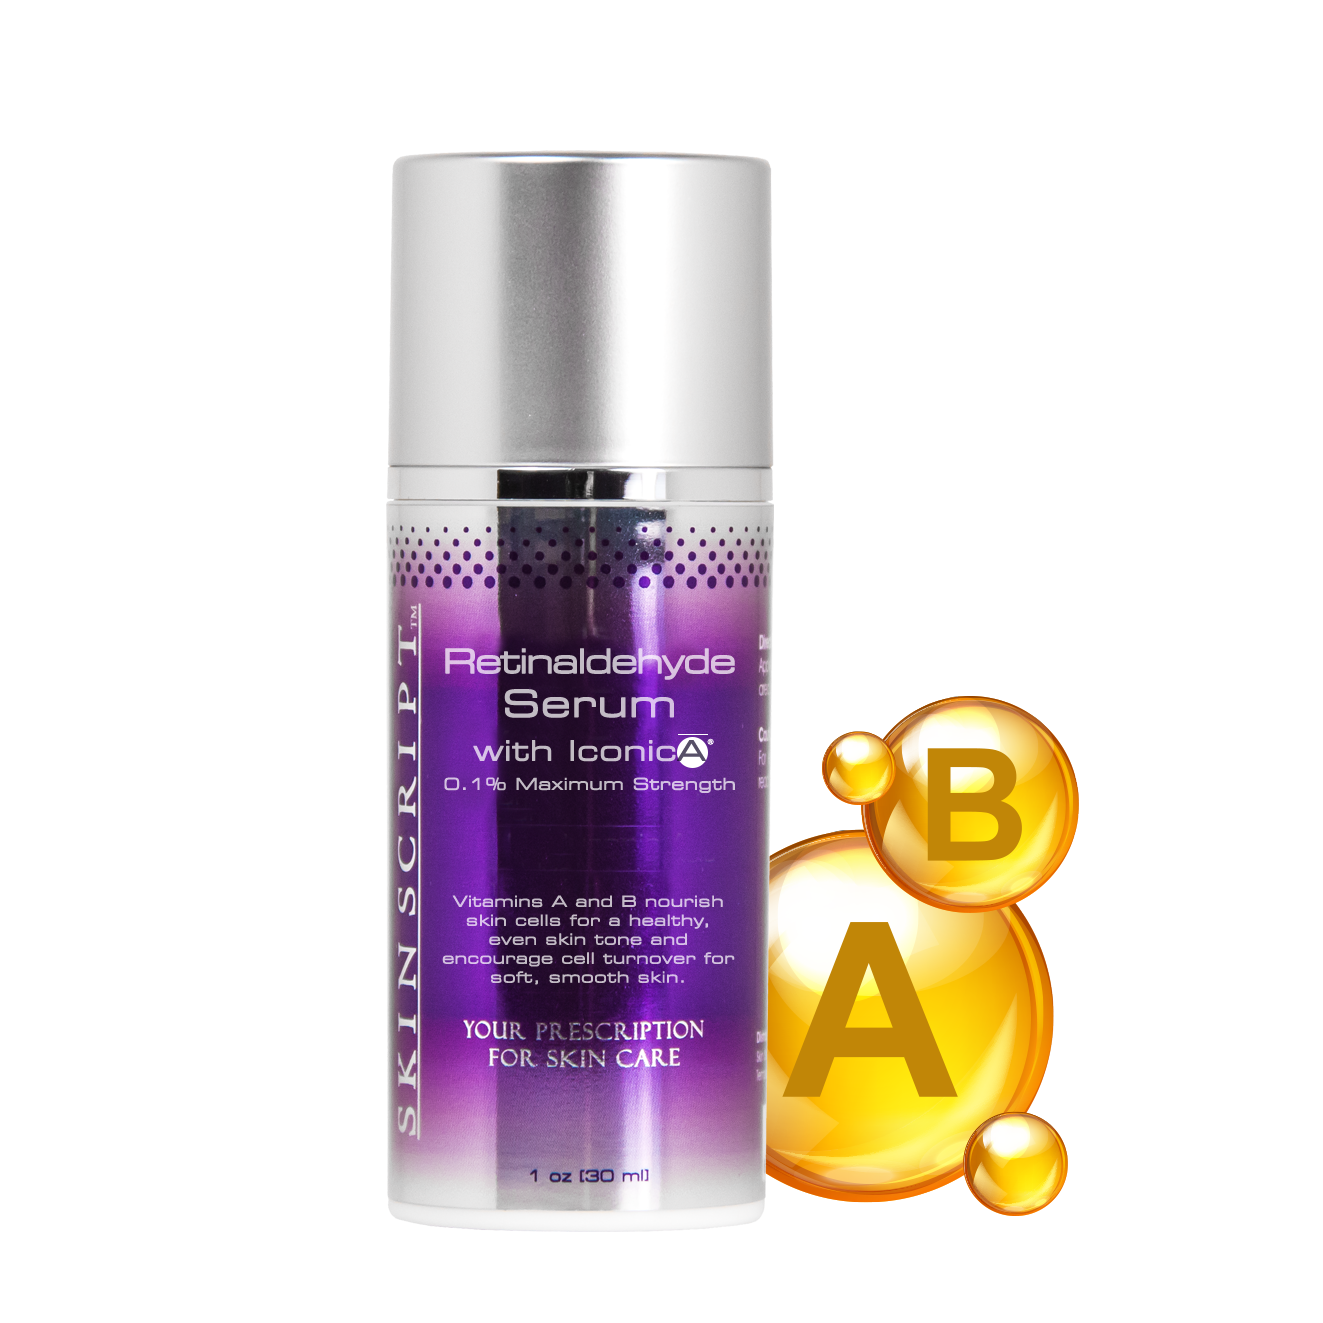 SKIN SCRIPT™
Retinaldehyde
Serum
with IconicA®
0.1% Maximum Strength
Vitamins A and B nourish
skin cells for a healthy,
even skin tone and
encourage cell turnover for
soft, smooth skin.
YOUR PRESCRIPTION
FOR SKIN CARE
1 oz [30 ml]
B
A